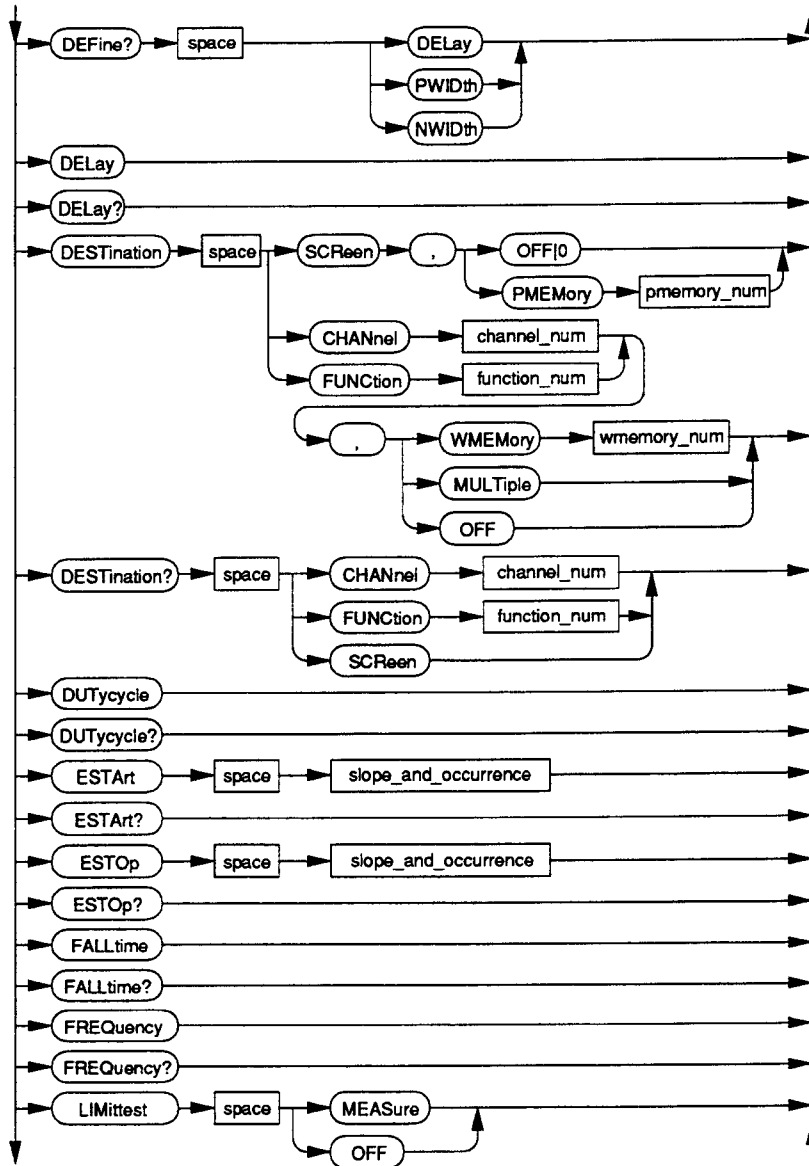 DEFine? space DELay
PWIDth
NWIDth
DELay
DELay?
DESTination space SCReen , OFF|0
PMEMory pmemory_num
CHANnel channel_num
FUNCtion function_num
, WMEMory wmemory_num
MULTiple
OFF
DESTination? space CHANnel channel_num
FUNCtion function_num
SCReen
DUTycycle
DUTycycle?
ESTArt space slope_and_occurrence
ESTArt?
ESTOp space slope_and_occurrence
ESTOp?
FALLtime
FALLtime?
FREQuency
FREQuency?
LIMittest space MEASure
OFF